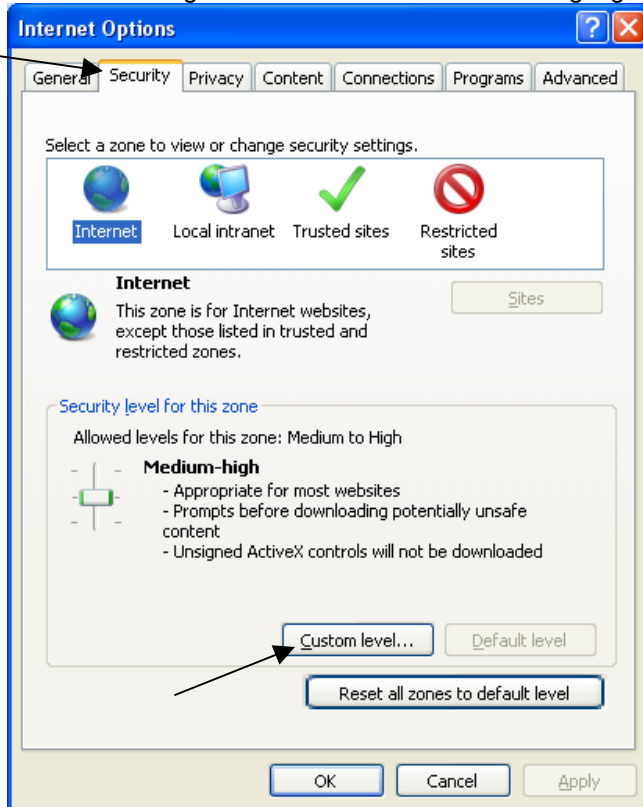 Internet Options
General Security Privacy Content Connections Programs Advanced
Select a zone to view or change security settings.
Internet Local intranet Trusted sites Restricted
sites
Internet
Sites
This zone is for Internet websites,
except those listed in trusted and
restricted zones.
Security level for this zone
Allowed levels for this zone: Medium to High
Medium-high
- Appropriate for most websites
- Prompts before downloading potentially unsafe
content
- Unsigned ActiveX controls will not be downloaded
Custom level... Default level
Reset all zones to default level
OK Cancel Apply